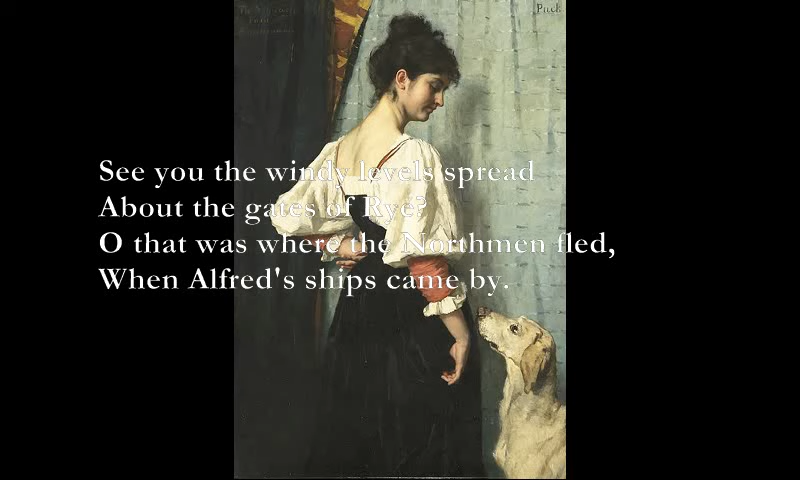 Puck
See you the windy levels spread
About the gates of Rye?
O that was where the Northmen fled,
When Alfred's ships came by.